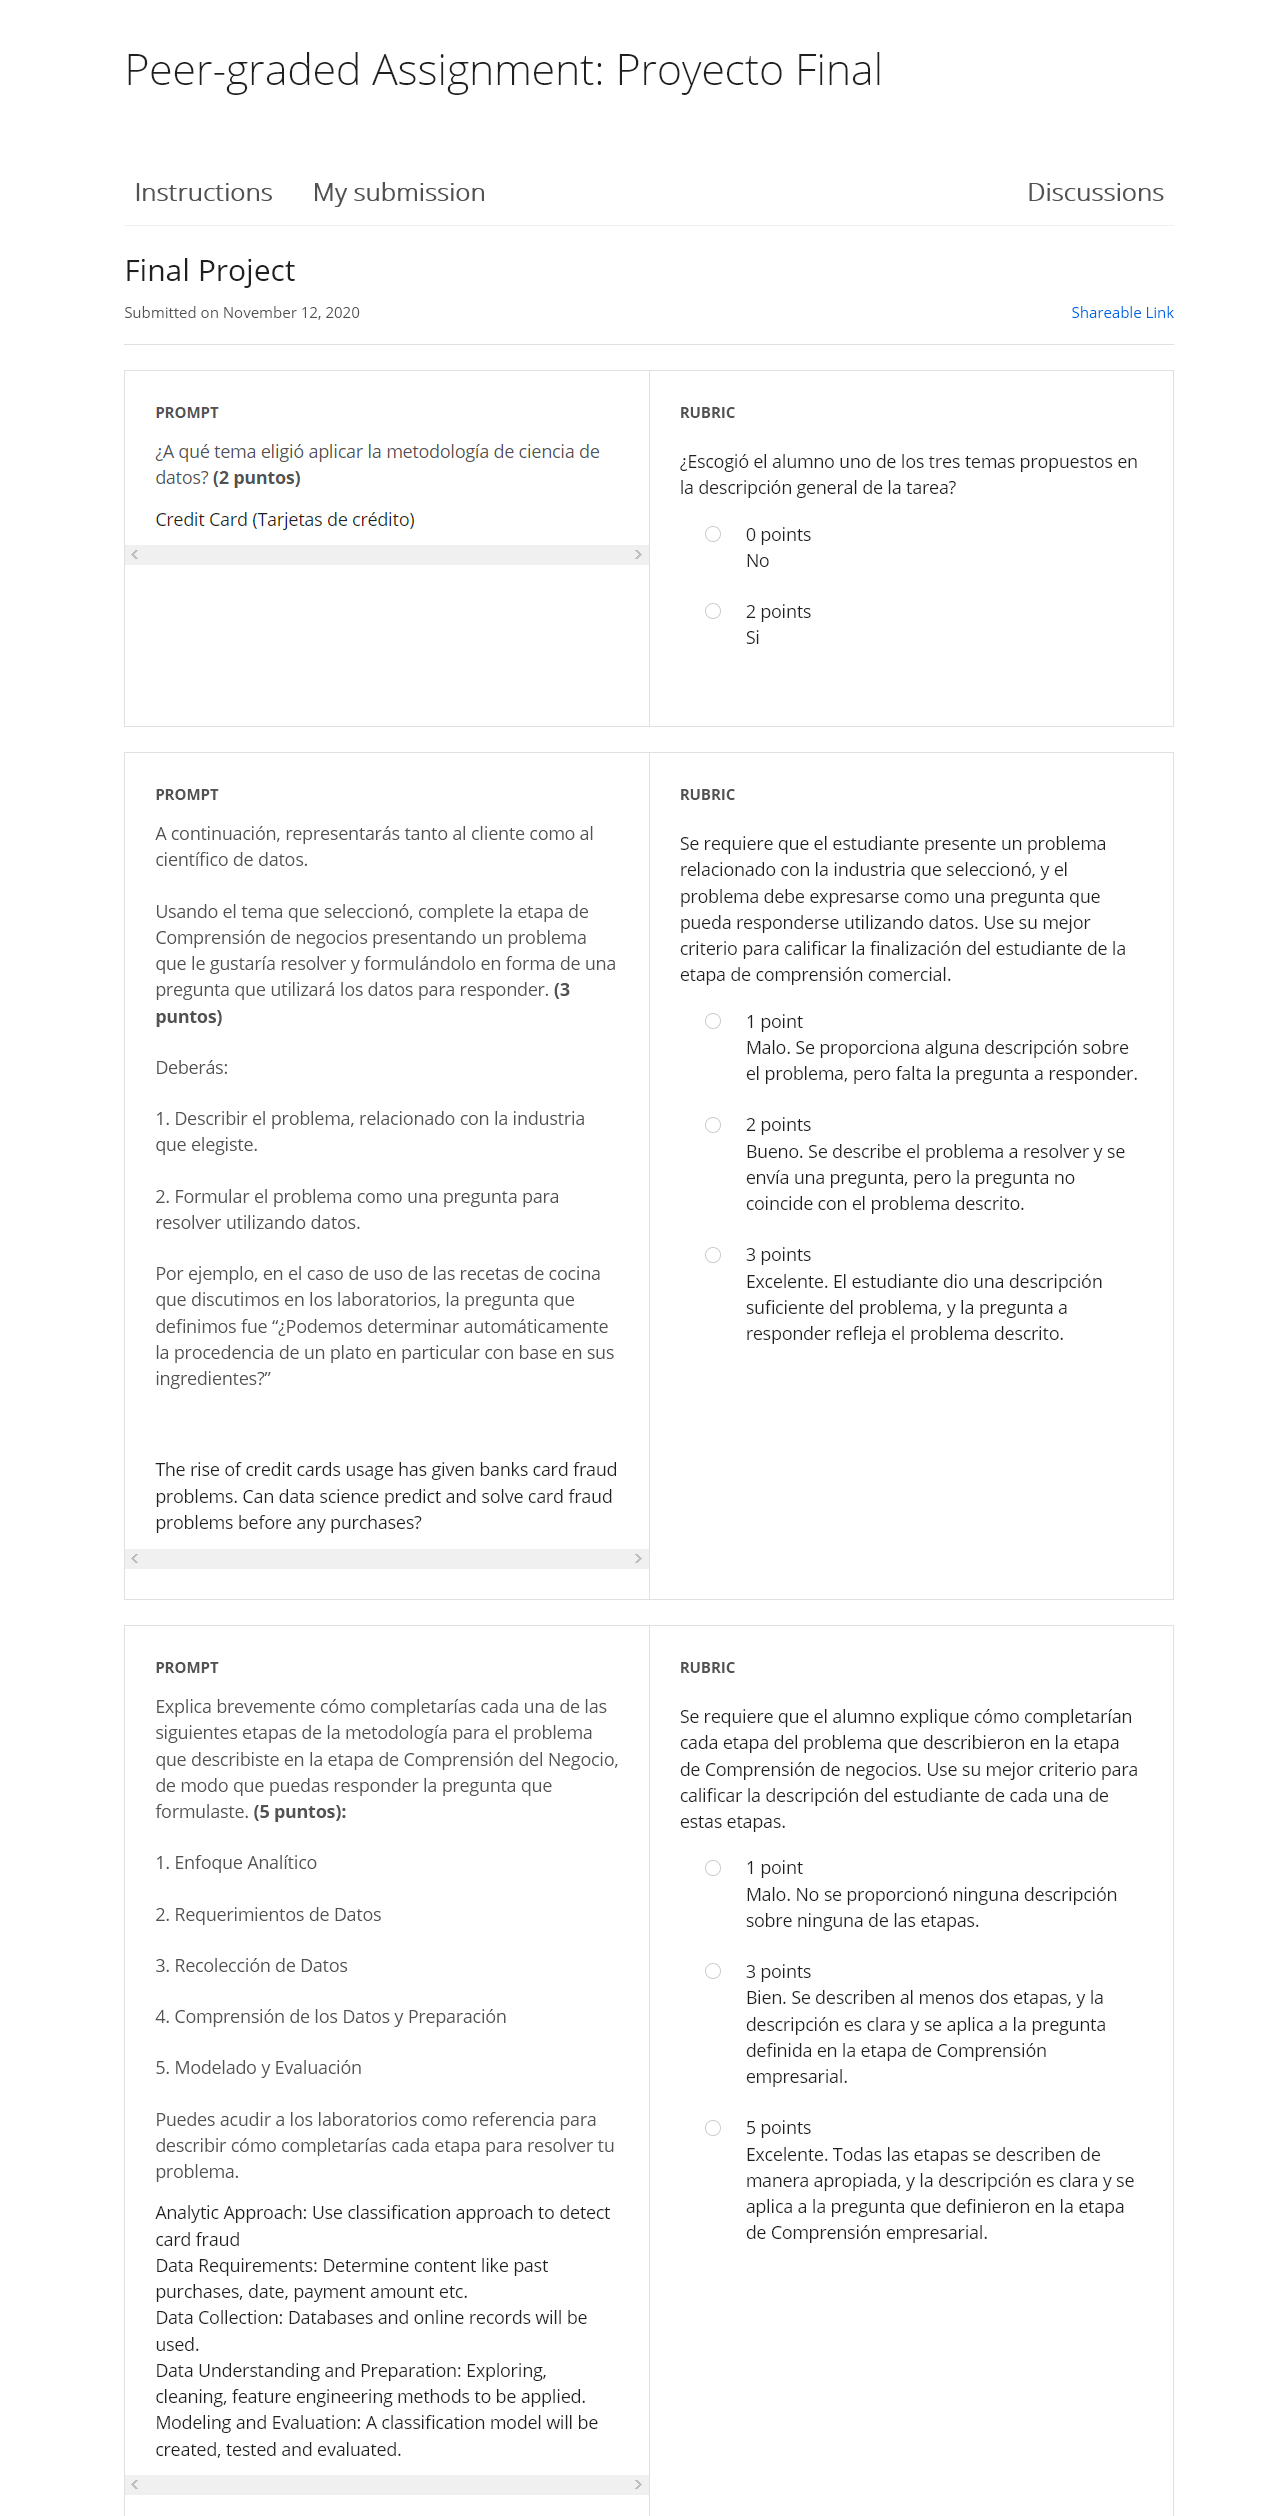 Peer-graded Assignment: Proyecto Final
Instructions My submission Discussions
Final Project
Submitted on November 12, 2020 Shareable Link
PROMPT
¿A qué tema eligió aplicar la metodología de ciencia de
datos? (2 puntos)
Credit Card (Tarjetas de crédito)
RUBRIC
¿Escogió el alumno uno de los tres temas propuestos en
la descripción general de la tarea?
0 points
No
2 points
Si
PROMPT
A continuación, representarás tanto al cliente como al
científico de datos.
Usando el tema que seleccionó, complete la etapa de
Comprensión de negocios presentando un problema
que le gustaría resolver y formulándolo en forma de una
pregunta que utilizará los datos para responder. (3
puntos)
Deberás:
1. Describir el problema, relacionado con la industria
que elegiste.
2. Formular el problema como una pregunta para
resolver utilizando datos.
Por ejemplo, en el caso de uso de las recetas de cocina
que discutimos en los laboratorios, la pregunta que
definimos fue “¿Podemos determinar automáticamente
la procedencia de un plato en particular con base en sus
ingredientes?”
The rise of credit cards usage has given banks card fraud
problems. Can data science predict and solve card fraud
problems before any purchases?
RUBRIC
Se requiere que el estudiante presente un problema
relacionado con la industria que seleccionó, y el
problema debe expresarse como una pregunta que
pueda responderse utilizando datos. Use su mejor
criterio para calificar la finalización del estudiante de la
etapa de comprensión comercial.
1 point
Malo. Se proporciona alguna descripción sobre
el problema, pero falta la pregunta a responder.
2 points
Bueno. Se describe el problema a resolver y se
envía una pregunta, pero la pregunta no
coincide con el problema descrito.
3 points
Excelente. El estudiante dio una descripción
suficiente del problema, y la pregunta a
responder refleja el problema descrito.
PROMPT
Explica brevemente cómo completarías cada una de las
siguientes etapas de la metodología para el problema
que describiste en la etapa de Comprensión del Negocio,
de modo que puedas responder la pregunta que
formulaste. (5 puntos):
1. Enfoque Analítico
2. Requerimientos de Datos
3. Recolección de Datos
4. Comprensión de los Datos y Preparación
5. Modelado y Evaluación
Puedes acudir a los laboratorios como referencia para
describir cómo completarías cada etapa para resolver tu
problema.
Analytic Approach: Use classification approach to detect
card fraud
Data Requirements: Determine content like past
purchases, date, payment amount etc.
Data Collection: Databases and online records will be
used.
Data Understanding and Preparation: Exploring,
cleaning, feature engineering methods to be applied.
Modeling and Evaluation: A classification model will be
created, tested and evaluated.
RUBRIC
Se requiere que el alumno explique cómo completarían
cada etapa del problema que describieron en la etapa
de Comprensión de negocios. Use su mejor criterio para
calificar la descripción del estudiante de cada una de
estas etapas.
1 point
Malo. No se proporcionó ninguna descripción
sobre ninguna de las etapas.
3 points
Bien. Se describen al menos dos etapas, y la
descripción es clara y se aplica a la pregunta
definida en la etapa de Comprensión
empresarial.
5 points
Excelente. Todas las etapas se describen de
manera apropiada, y la descripción es clara y se
aplica a la pregunta que definieron en la etapa
de Comprensión empresarial.